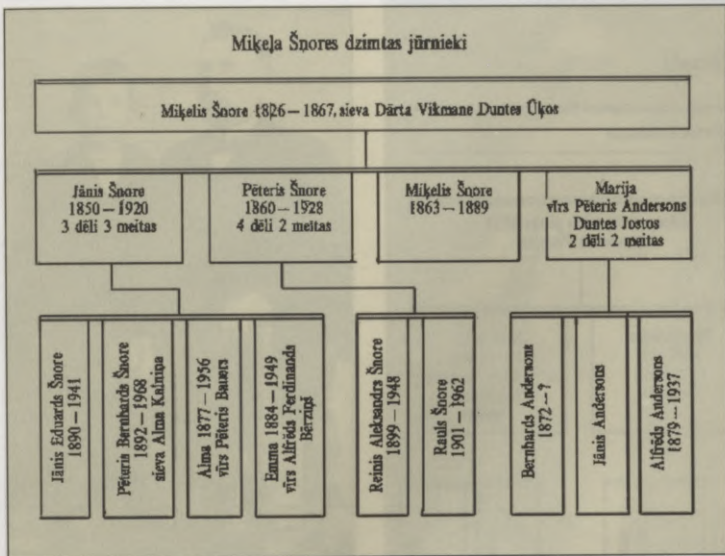 Miķeļa Šņores dzimtas jūrnieki
Miķelis Šnore 1826 — 1867, sieva Dārta Vikmane Duntes Ūķos
Jānis Šnore
1850 — 1920
3 dēli 3 meitas
Pēteris Šnore
1860 — 1928
4 dēli 2 meitas
Miķelis Šnore
1863 — 1889
Marija
vīrs Pēteris Andersons
Duntes Jostos
2 dēli 2 meitas
Jānis Eduards Šnore
1890 — 1941
Pēteris Bernhards Šnore
1892 — 1968
sieva Alma Kalniņa
Alma 1877 — 1956
vīrs Pēteris Bauers
Emma 1884 — 1949
vīrs Alfrēds Ferdinands
Bērziņš
Reinis Aleksandrs Šnore
1899 — 1948
Rauls Šnore
1901 — 1962
Bernhards Andersons
1872 — ?
Jānis Andersons
Alfrēds Andersons
1879 — 1937